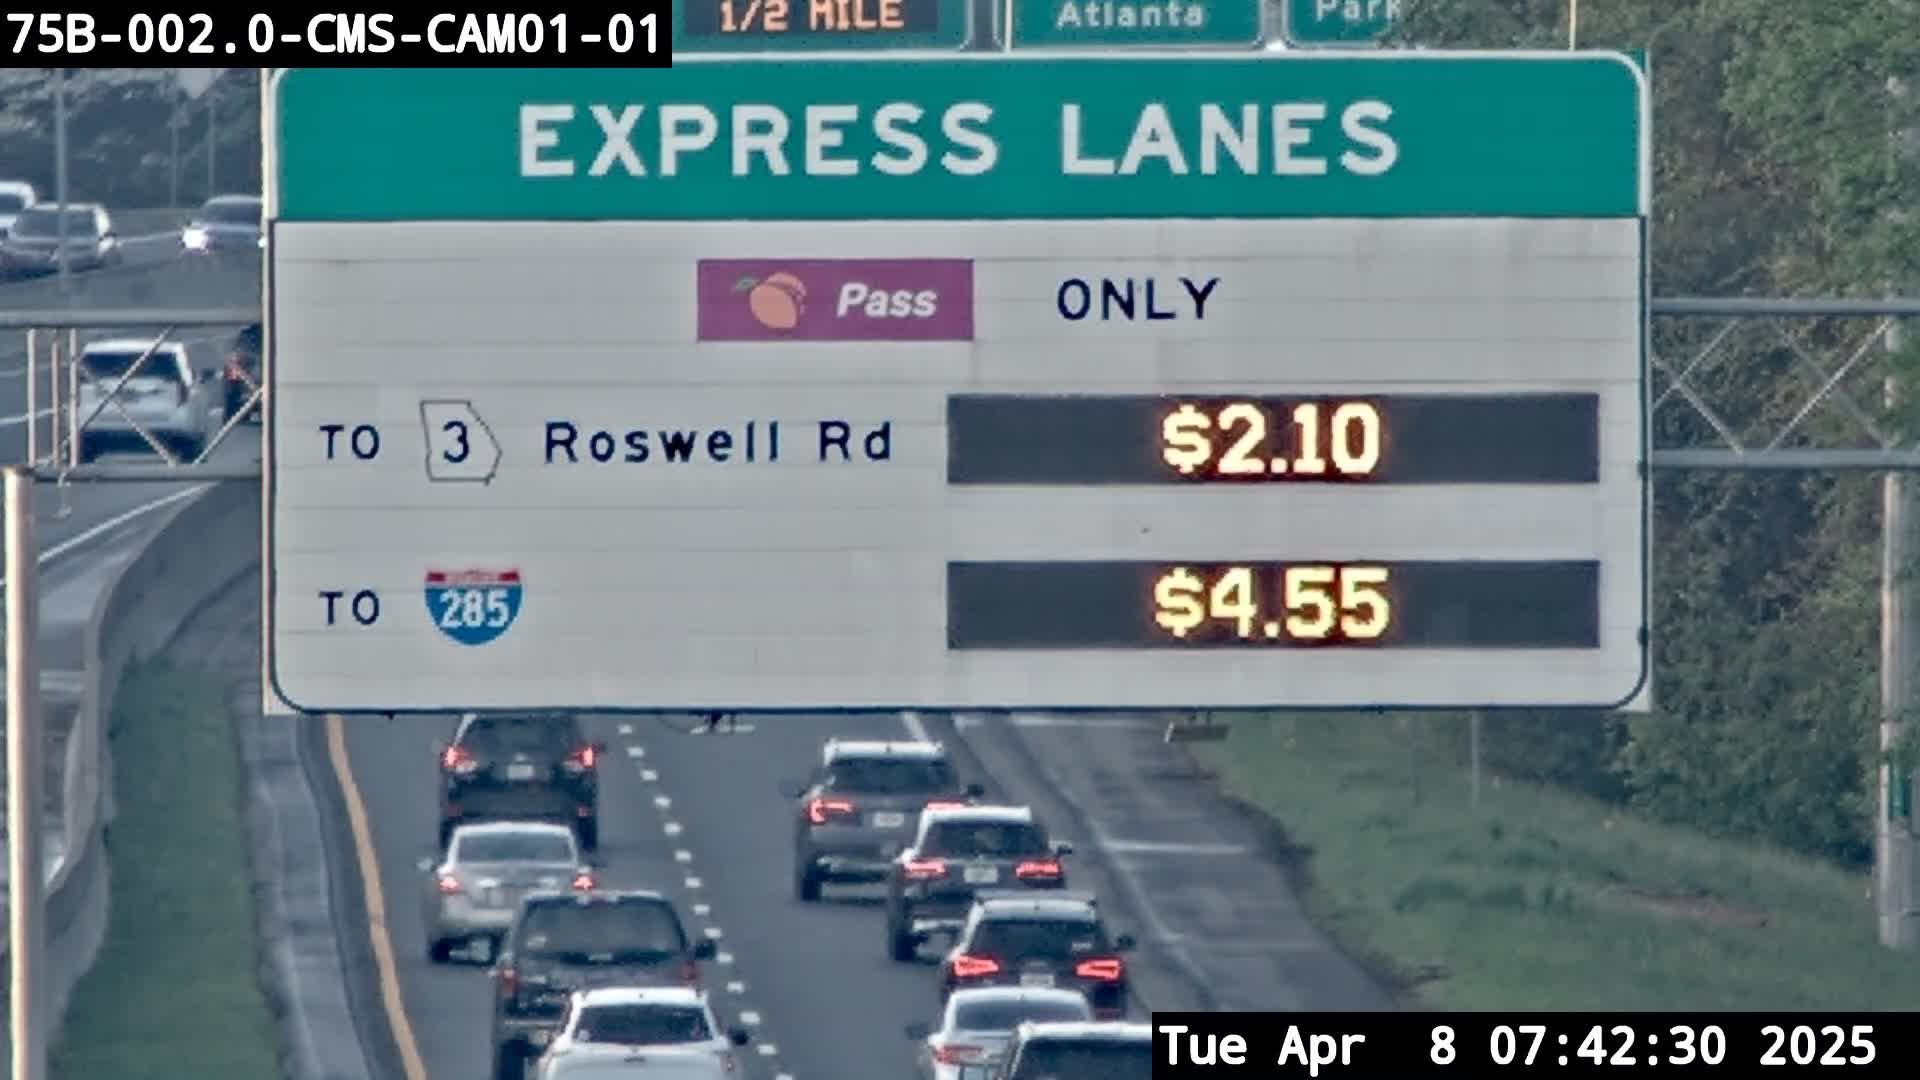 75B-002.0-CMS-CAM01-01
1/2 MILE
Atlanta
Park
EXPRESS LANES
Pass ONLY
TO 3 Roswell Rd $2.10
TO 285 $4.55
Tue Apr 8 07:42:30 2025